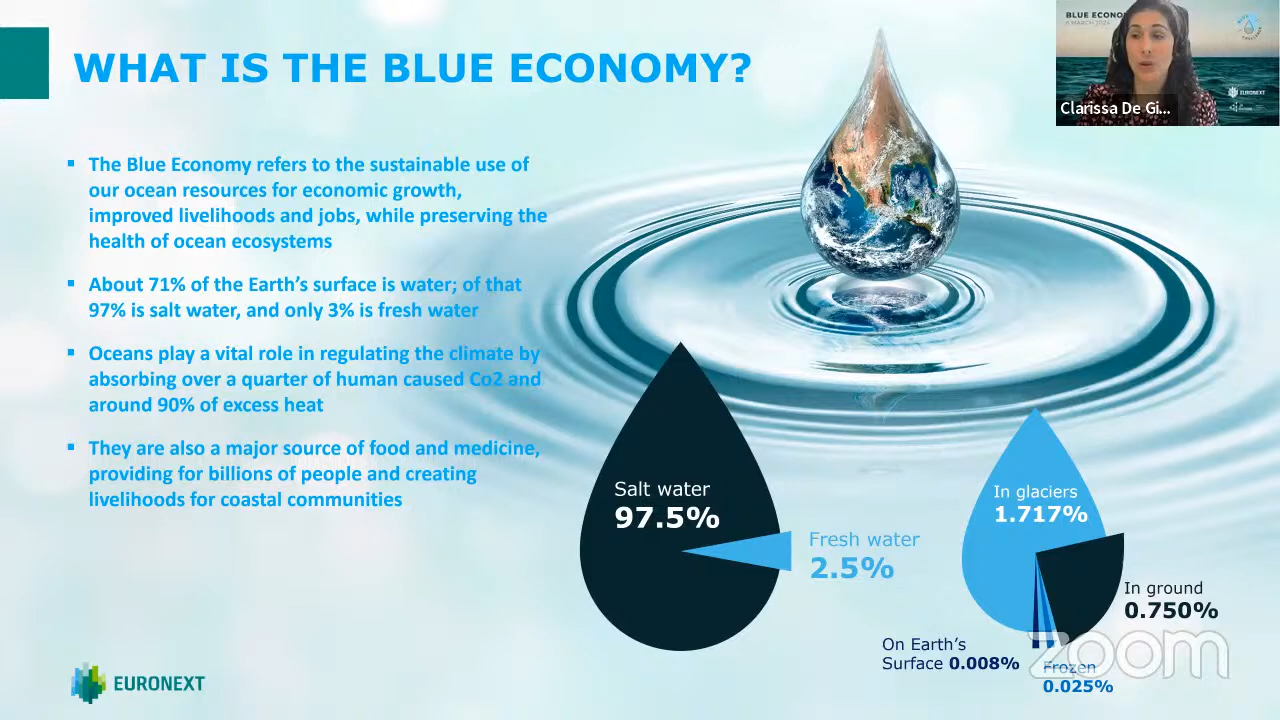 WHAT IS THE BLUE ECONOMY?
▪ The Blue Economy refers to the sustainable use of
our ocean resources for economic growth,
improved livelihoods and jobs, while preserving the
health of ocean ecosystems
▪ About 71% of the Earth's surface is water; of that
97% is salt water, and only 3% is fresh water
▪ Oceans play a vital role in regulating the climate by
absorbing over a quarter of human caused Co2 and
around 90% of excess heat
▪ They are also a major source of food and medicine,
providing for billions of people and creating
livelihoods for coastal communities
BLUE ECONO
EURONEXT
Clarissa De Gi...
Salt water
97.5%
Fresh water
2.5%
In glaciers
1.717%
In ground
0.750%
On Earth's
Surface 0.008%
Frozen
0.025%
zoom
EURONEXT